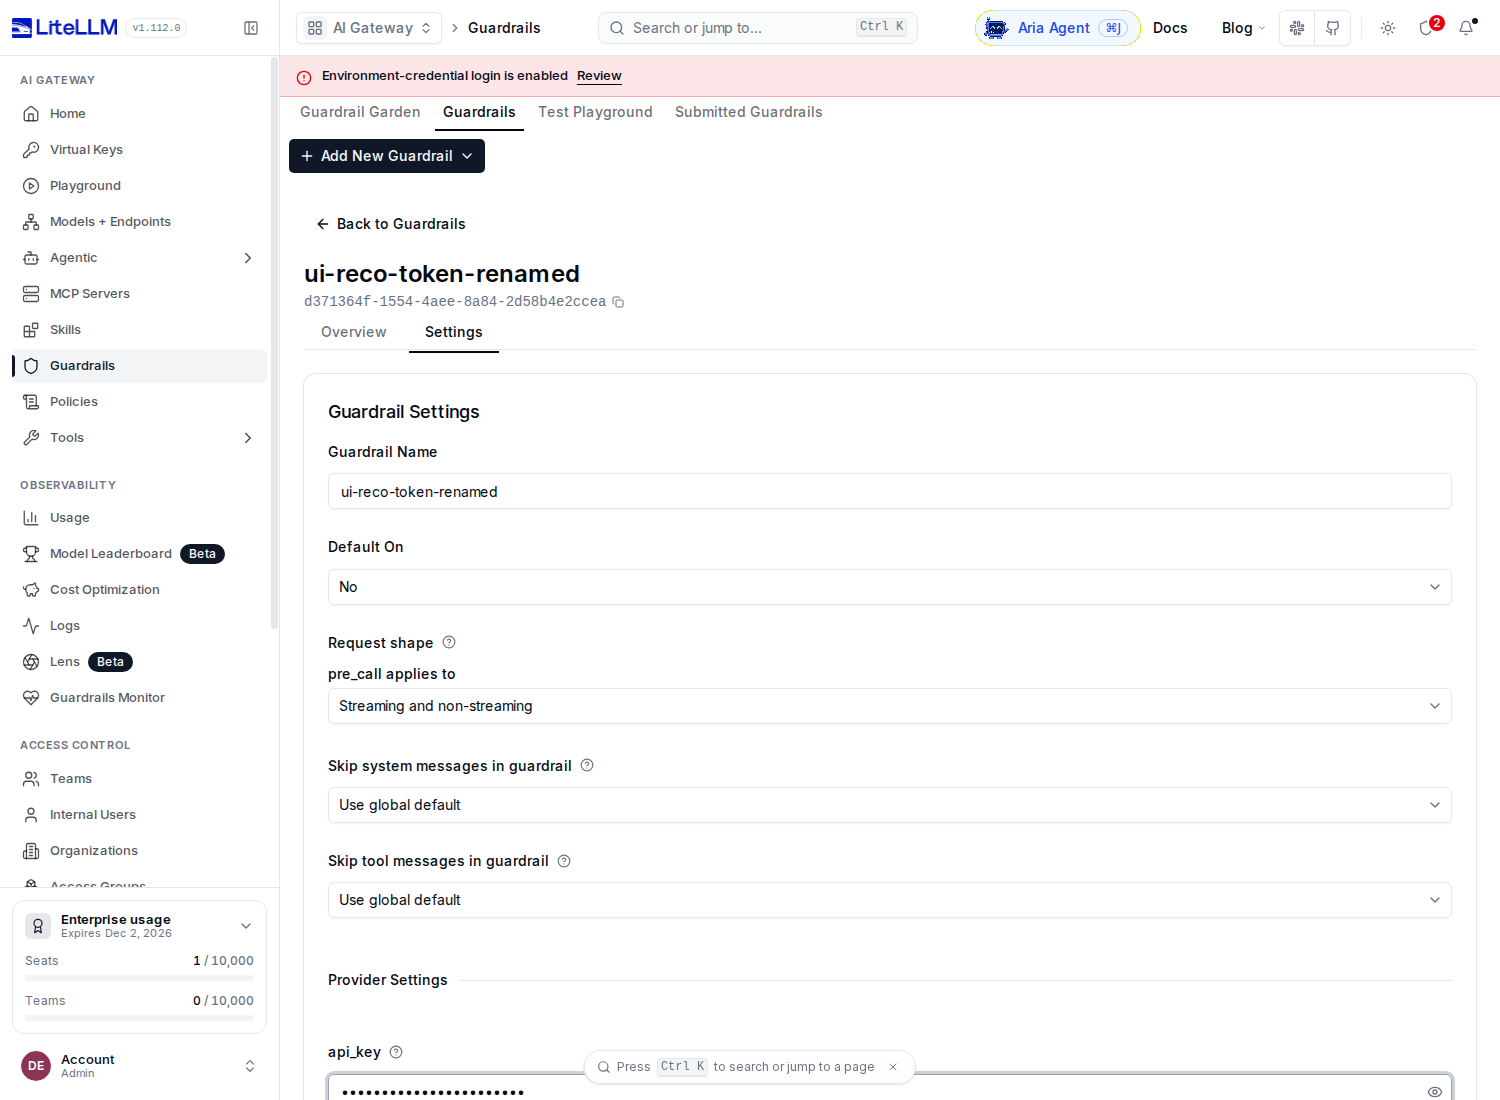 LiteLLM v1.112.0
AI Gateway > Guardrails
Search or jump to... Ctrl K
Aria Agent ⌘J
Docs
Blog
2
Environment-credential login is enabled Review
AI GATEWAY
Home
Virtual Keys
Playground
Models + Endpoints
Agentic
MCP Servers
Skills
Guardrails
Policies
Tools
OBSERVABILITY
Usage
Model Leaderboard Beta
Cost Optimization
Logs
Lens Beta
Guardrails Monitor
ACCESS CONTROL
Teams
Internal Users
Organizations
Access Groups
Enterprise usage
Expires Dec 2, 2026
Seats 1 / 10,000
Teams 0 / 10,000
DE Account
Admin
Guardrail Garden Guardrails Test Playground Submitted Guardrails
+ Add New Guardrail
Back to Guardrails
ui-reco-token-renamed
d371364f-1554-4aee-8a84-2d58b4e2ccea
Overview Settings
Guardrail Settings
Guardrail Name
ui-reco-token-renamed
Default On
No
Request shape
pre_call applies to
Streaming and non-streaming
Skip system messages in guardrail
Use global default
Skip tool messages in guardrail
Use global default
Provider Settings
api_key
•••••••••••••••••••••••
Press Ctrl K to search or jump to a page